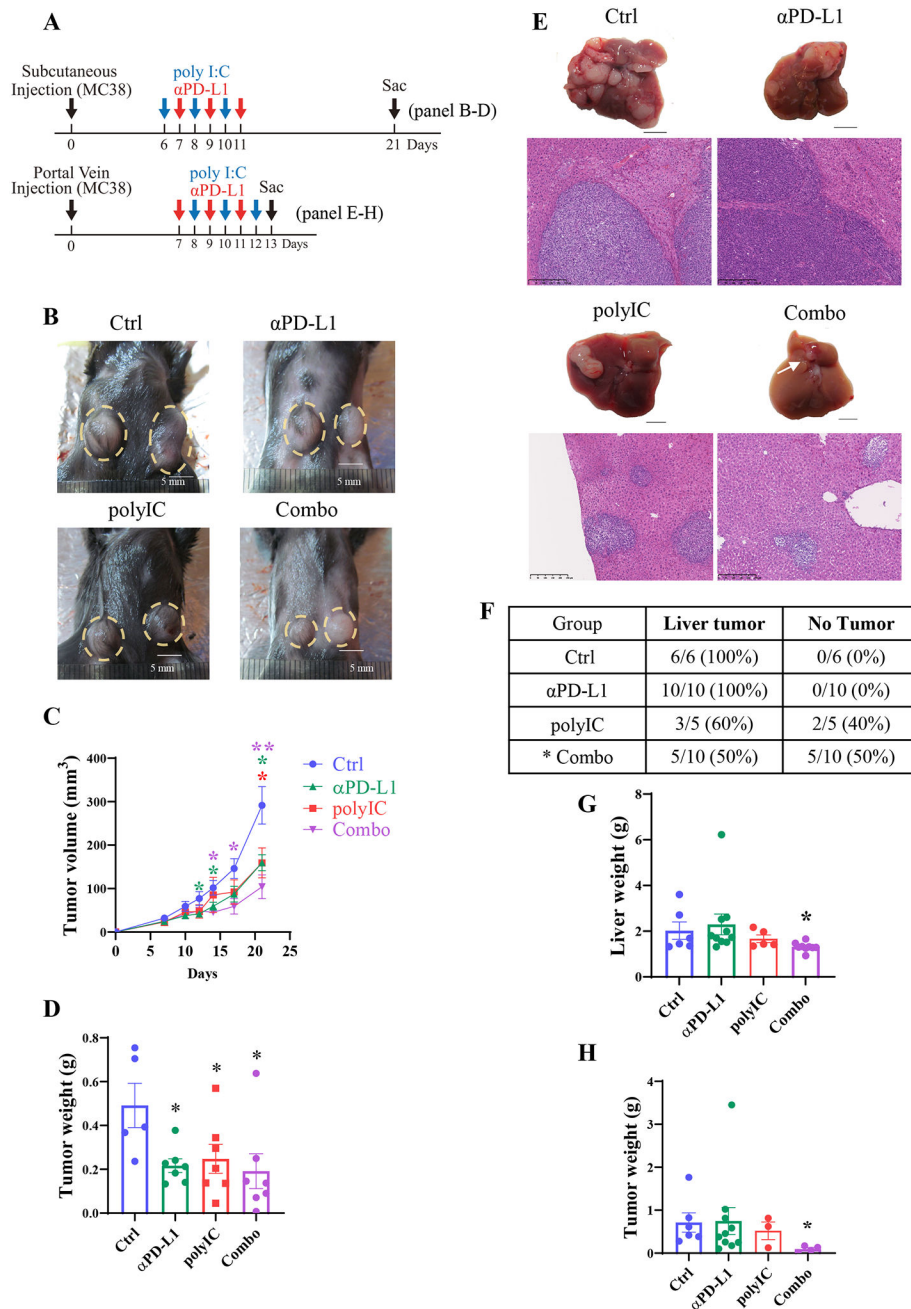 A
Subcutaneous
Injection (MC38)
poly I:C
αPD-L1
Sac
(panel B-D)
0
6 7 8 9 10 11
21 Days
Portal Vein
Injection (MC38)
poly I:C
αPD-L1
Sac
(panel E-H)
0
7 8 9 10 11 12 13 Days
B
Ctrl
αPD-L1
5 mm
5 mm
polyIC
Combo
5 mm
5 mm
C
Tumor volume (mm³)
400
300
200
100
0
0 5 10 15 20 25
Days
**
*
*
*
*
*
*
Ctrl
αPD-L1
polyIC
Combo
D
Tumor weight (g)
0.8
0.6
0.4
0.2
0.0
*
*
*
Ctrl
αPD-L1
polyIC
Combo
E
Ctrl
αPD-L1
polyIC
Combo
F
Group Liver tumor No Tumor
Ctrl 6/6 (100%) 0/6 (0%)
αPD-L1 10/10 (100%) 0/10 (0%)
polyIC 3/5 (60%) 2/5 (40%)
* Combo 5/10 (50%) 5/10 (50%)
G
Liver weight (g)
8
6
4
2
0
*
Ctrl
αPD-L1
polyIC
Combo
H
Tumor weight (g)
4
3
2
1
0
*
Ctrl
αPD-L1
polyIC
Combo